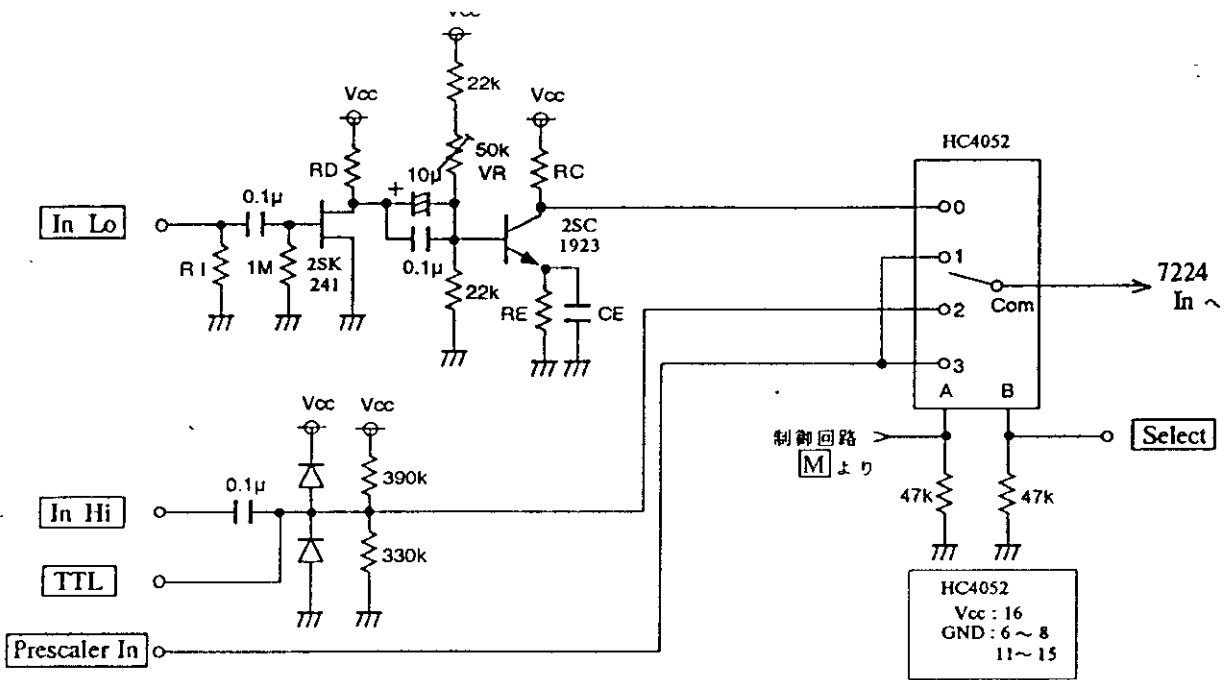 Vcc
22k
Vcc
Vcc
HC4052
RD
10μ
50k
VR
RC
+
0.1μ
In Lo
0
2SC
1923
RI
1M
2SK
241
0.1μ
22k
1
7224
In へ
Com
RE
CE
2
3
A B
Vcc
Vcc
制御回路
Mより
Select
390k
0.1μ
47k
47k
In Hi
330k
TTL
HC4052
Vcc : 16
GND : 6 ~ 8
11~ 15
Prescaler In